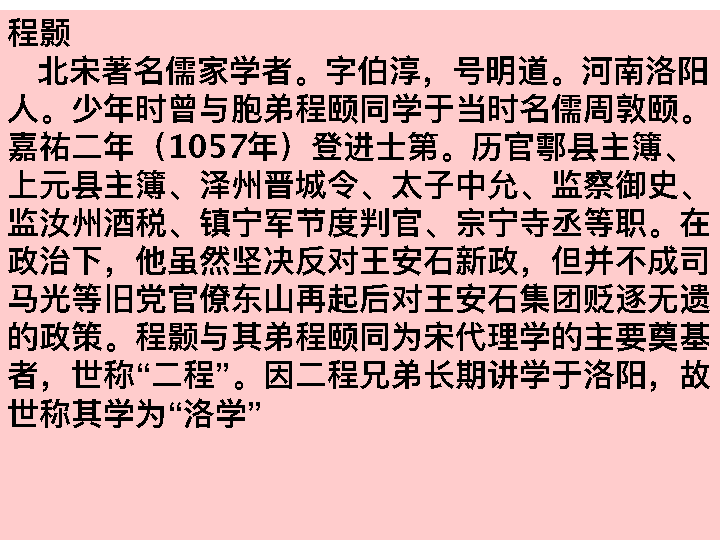 程颢
北宋著名儒家学者。字伯淳，号明道。河南洛阳
人。少年时曾与胞弟程颐同学于当时名儒周敦颐。
嘉祐二年（1057年）登进士第。历官鄠县主簿、
上元县主簿、泽州晋城令、太子中允、监察御史、
监汝州酒税、镇宁军节度判官、宗宁寺丞等职。在
政治下，他虽然坚决反对王安石新政，但并不成司
马光等旧党官僚东山再起后对王安石集团贬逐无遗
的政策。程颢与其弟程颐同为宋代理学的主要奠基
者，世称“二程”。因二程兄弟长期讲学于洛阳，故
世称其学为“洛学”